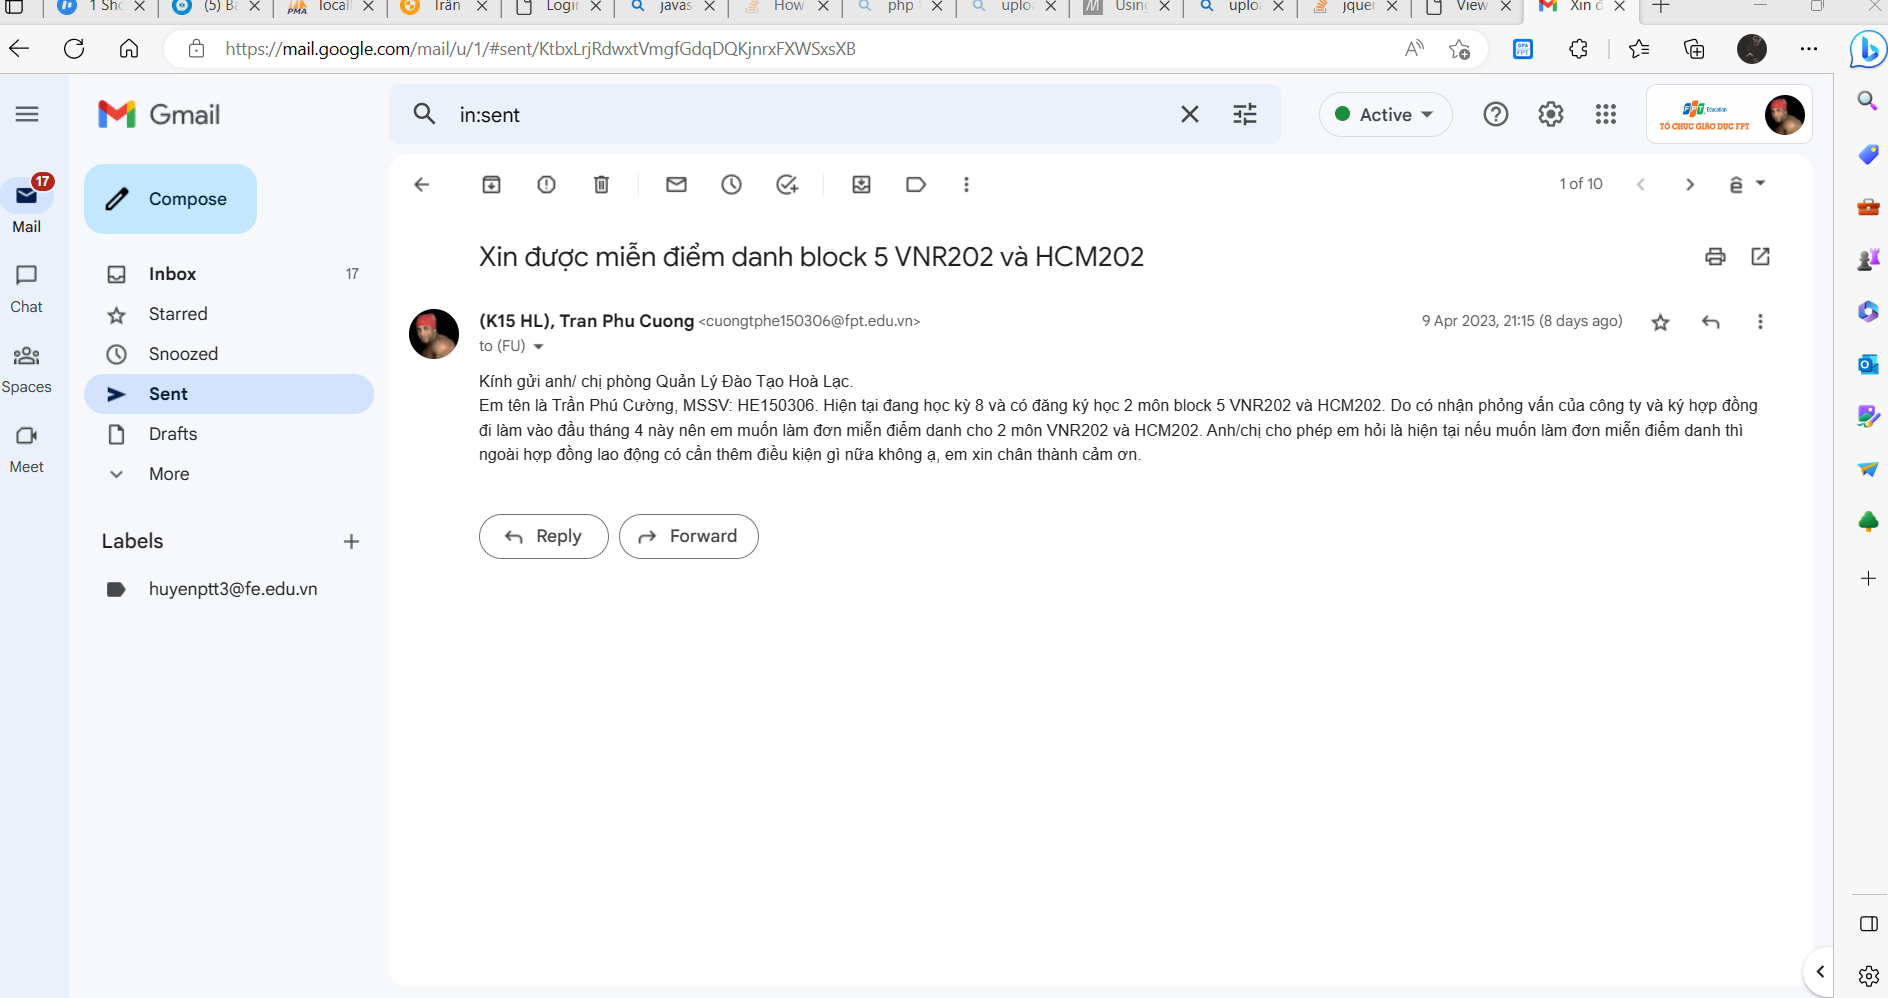 1 Sho
(5) Ba
PMA
locall
Trần
Login
javas
How
php
uplo
M
Using
uploa
jquer
View
Xin đ
https://mail.google.com/mail/u/1/#sent/KtbxLrjRdwxtVmgfGdqDQKjnrxFXWSxsXB
Gmail
in:sent
Active
FPT Education
TỔ CHỨC GIÁO DỤC FPT
17
Mail
Chat
Spaces
Meet
Compose
Inbox 17
Starred
Snoozed
Sent
Drafts
More
Labels
huyenptt3@fe.edu.vn
1 of 10
Xin được miễn điểm danh block 5 VNR202 và HCM202
(K15 HL), Tran Phu Cuong <cuongtphe150306@fpt.edu.vn> 9 Apr 2023, 21:15 (8 days ago)
to (FU)
Kính gửi anh/ chị phòng Quản Lý Đào Tạo Hoà Lạc.
Em tên là Trần Phú Cường, MSSV: HE150306. Hiện tại đang học kỳ 8 và có đăng ký học 2 môn block 5 VNR202 và HCM202. Do có nhận phỏng vấn của công ty và ký hợp đồng
đi làm vào đầu tháng 4 này nên em muốn làm đơn miễn điểm danh cho 2 môn VNR202 và HCM202. Anh/chị cho phép em hỏi là hiện tại nếu muốn làm đơn miễn điểm danh thì
ngoài hợp đồng lao động có cần thêm điều kiện gì nữa không ạ, em xin chân thành cảm ơn.
Reply
Forward